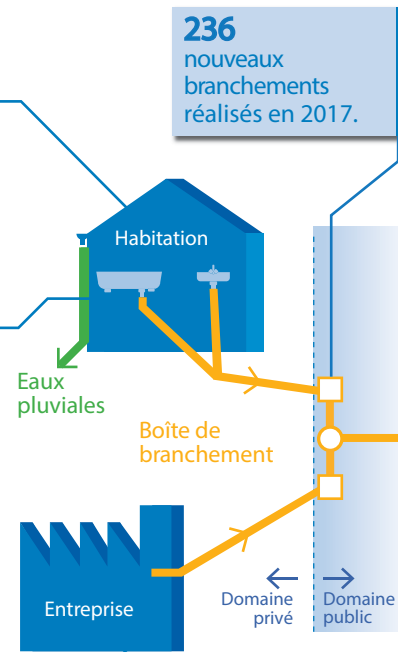 236
nouveaux
branchements
réalisés en 2017.
Habitation
Eaux
pluviales
Boîte de
branchement
Entreprise
Domaine
privé
Domaine
public